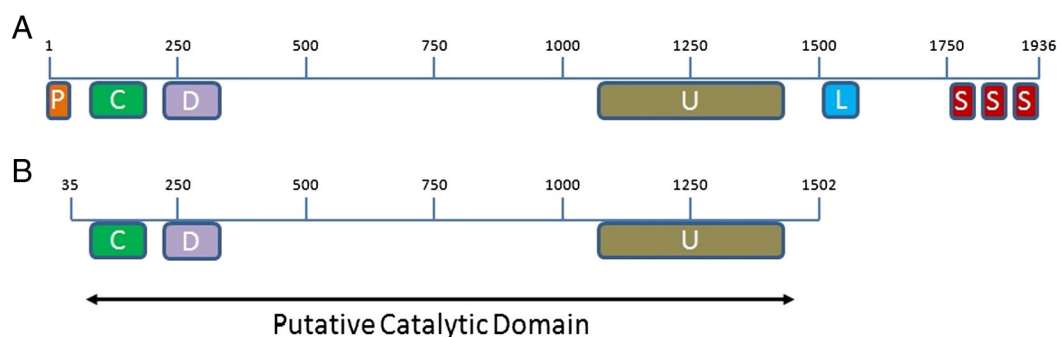 A
1 250 500 750 1000 1250 1500 1750 1936
P C D U L S S S
B
35 250 500 750 1000 1250 1502
C D U
Putative Catalytic Domain